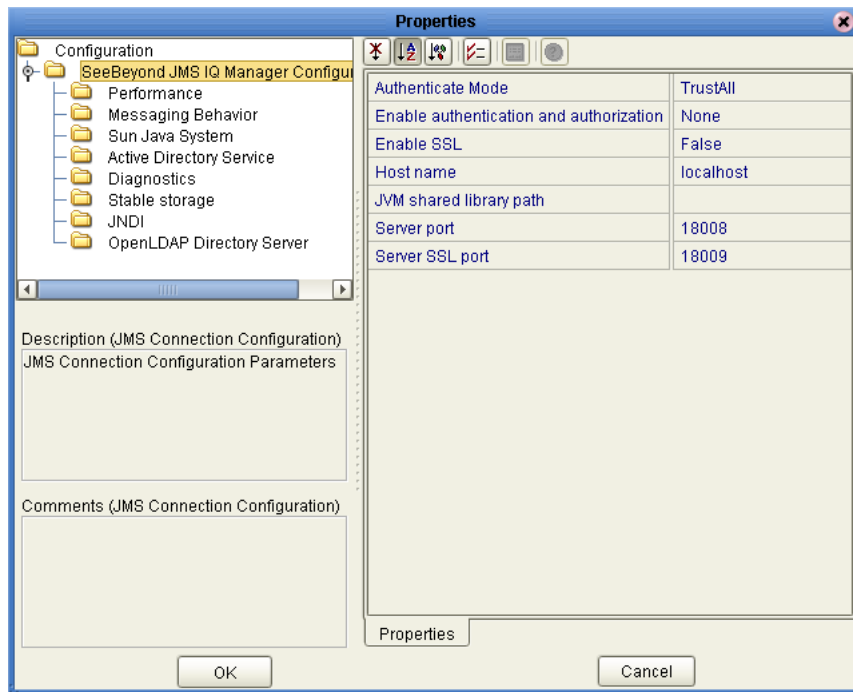 Properties
Configuration
SeeBeyond JMS IQ Manager Configu
Performance
Messaging Behavior
Sun Java System
Active Directory Service
Diagnostics
Stable storage
JNDI
OpenLDAP Directory Server
Description (JMS Connection Configuration)
JMS Connection Configuration Parameters
Comments (JMS Connection Configuration)
OK
Authenticate Mode TrustAll
Enable authentication and authorization None
Enable SSL False
Host name localhost
JVM shared library path
Server port 18008
Server SSL port 18009
Properties
Cancel